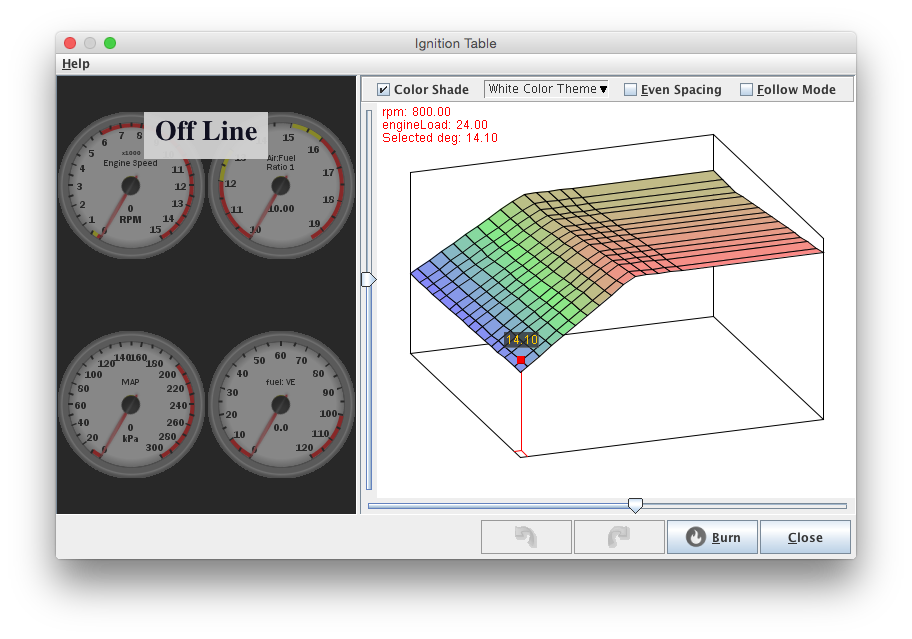 Ignition Table
Help
Color Shade
White Color Theme
Even Spacing
Follow Mode
rpm: 800.00
engineLoad: 24.00
Selected deg: 14.10
Off Line
0
1
2
3
4
5
6
7
8
11
12
13
14
15
x1000
Engine Speed
0
RPM
10
11
12
13
15
16
17
18
19
Air:Fuel
Ratio 1
10.00
0
20
40
60
80
100
120
140
160
180
200
220
240
260
280
300
MAP
0
kPa
0
10
20
30
40
50
60
70
80
90
100
110
120
fuel: VE
0.0
14.10
Burn
Close